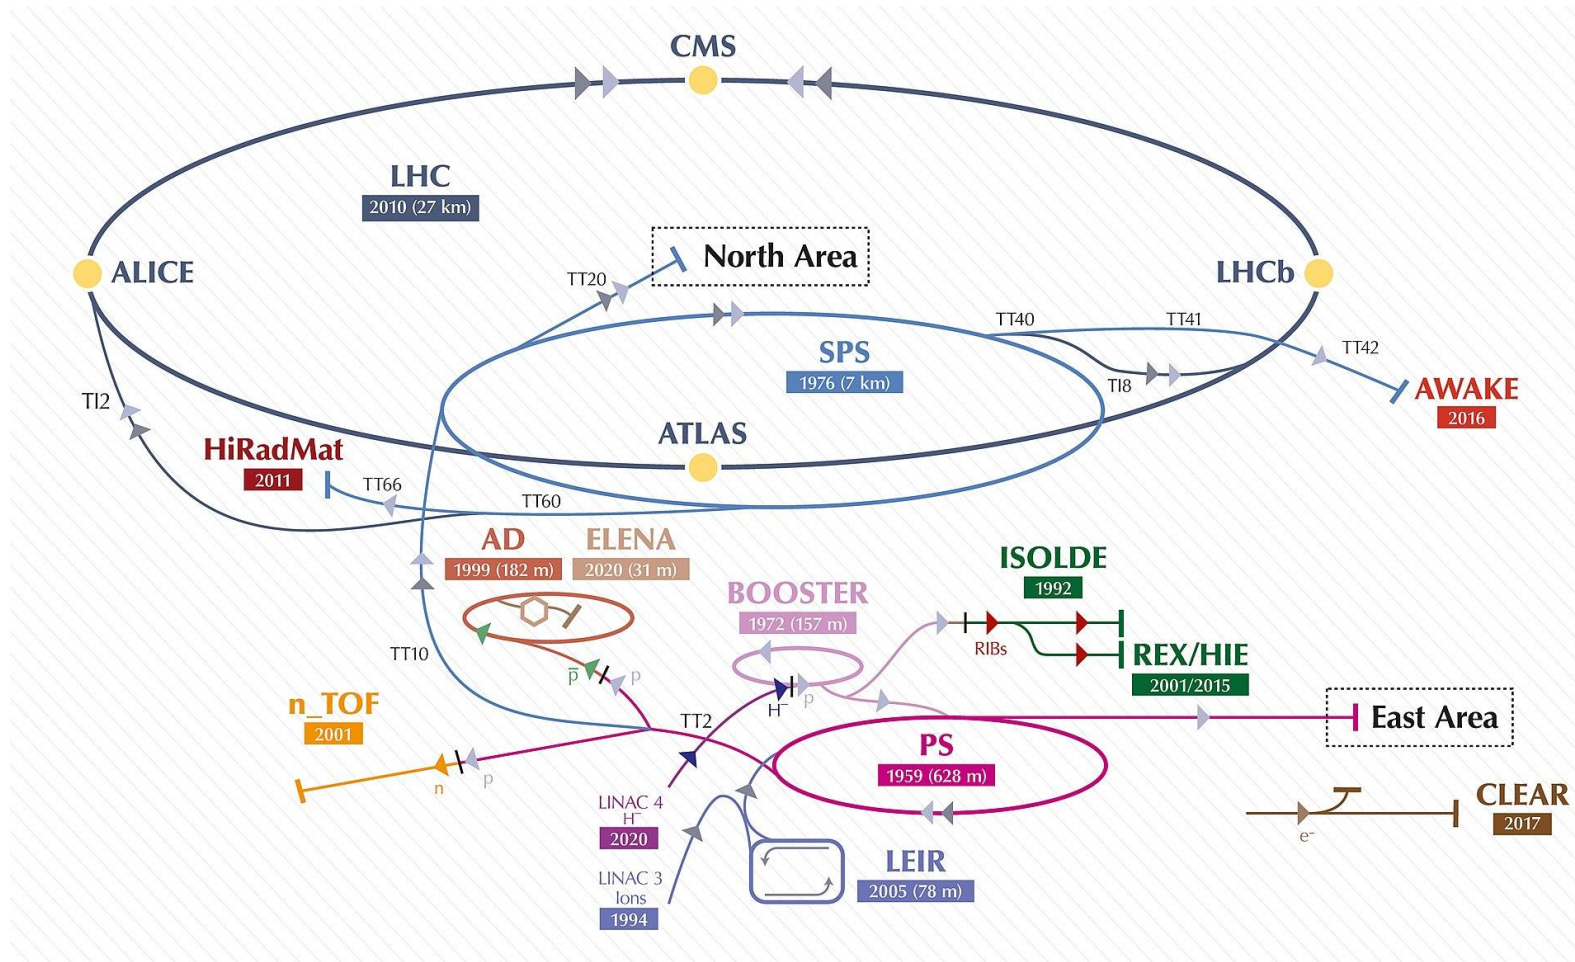 CMS
LHC
2010 (27 km)
North Area
TT20
ALICE
LHCb
TT40
TT41
TT42
SPS
1976 (7 km)
TI8
AWAKE
2016
TI2
ATLAS
HiRadMat
2011
TT66
TT60
AD
1999 (182 m)
ELENA
2020 (31 m)
ISOLDE
1992
BOOSTER
1972 (157 m)
RIBs
REX/HIE
2001/2015
TT10
p̅
p
H⁻
p
n_TOF
2001
TT2
East Area
PS
1959 (628 m)
n
p
LINAC 4
H⁻
2020
CLEAR
2017
e⁻
LEIR
2005 (78 m)
LINAC 3
Ions
1994